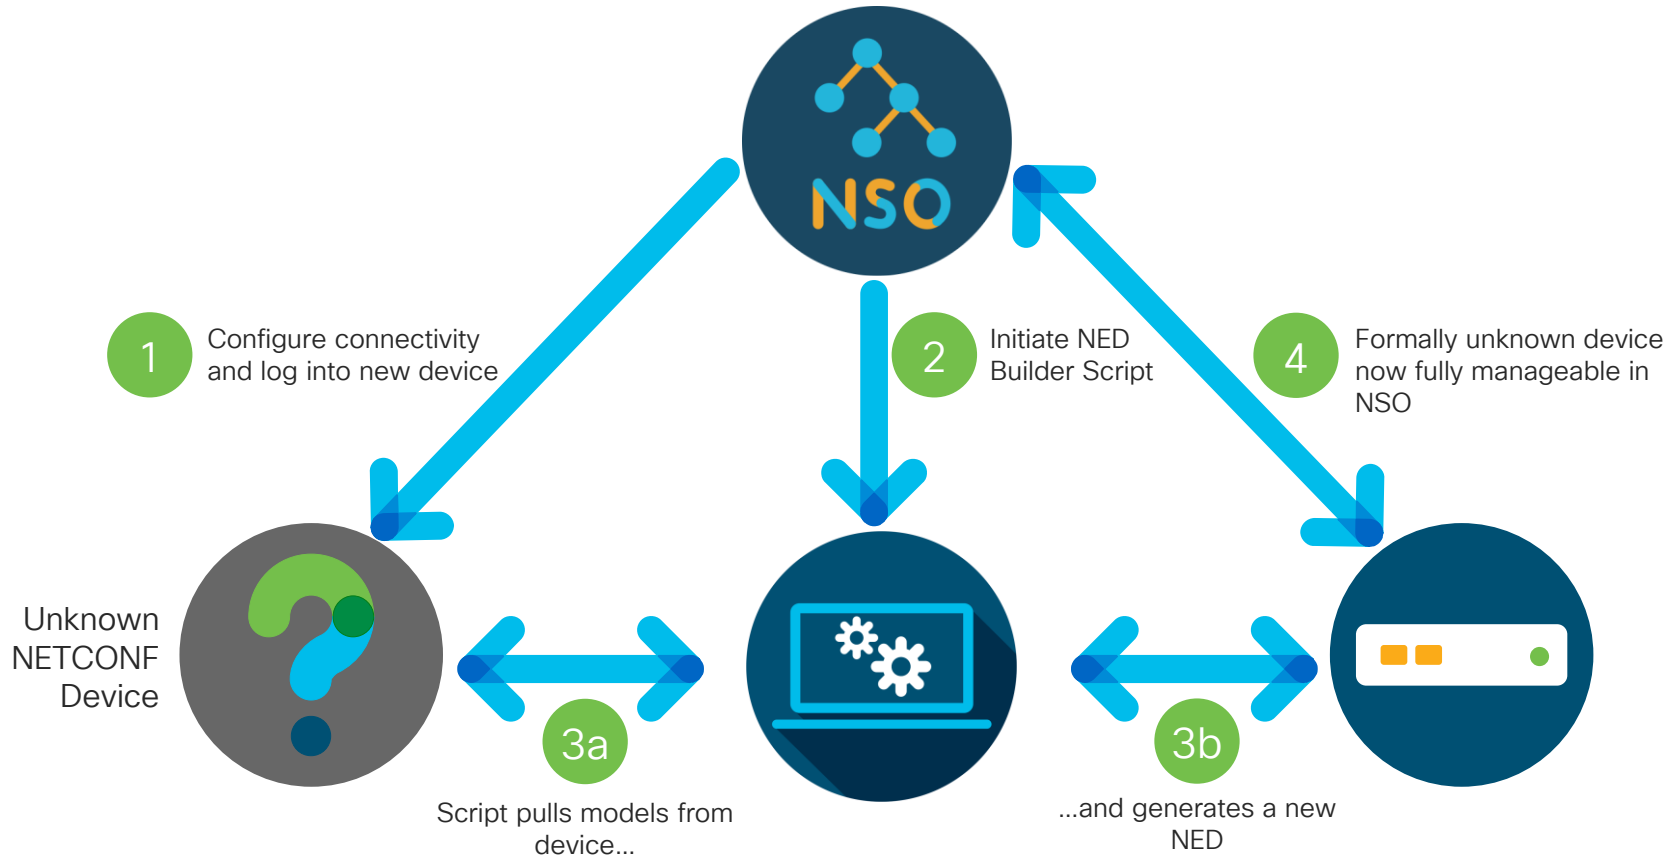 NSO
1
Configure connectivity
and log into new device
2
Initiate NED
Builder Script
4
Formally unknown device
now fully manageable in
NSO
Unknown
NETCONF
Device
3a
Script pulls models from
device...
3b
...and generates a new
NED